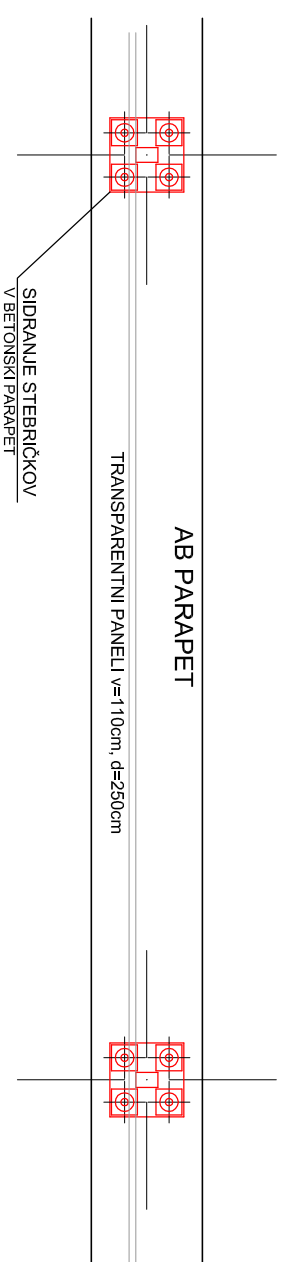 AB PARAPET
TRANSPARENTNI PANELI v=110cm, d=250cm
SIDRANJE STEBRIČKOV
V BETONSKI PARAPET